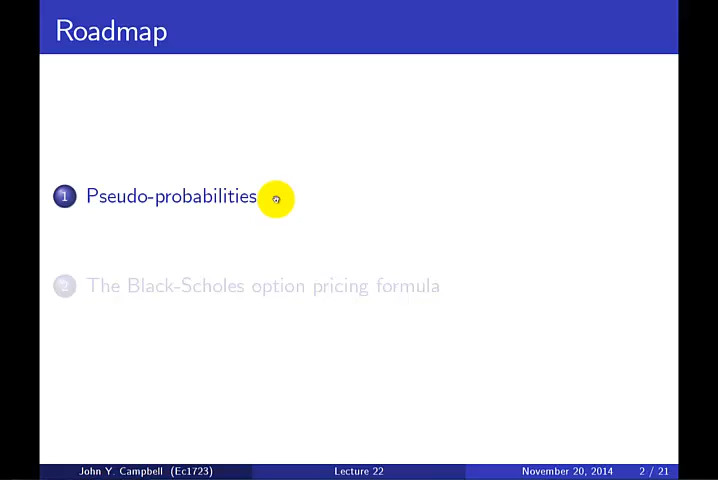 Roadmap
1 Pseudo-probabilities
2 The Black-Scholes option pricing formula
John Y. Campbell (Ec1723) Lecture 22 November 20, 2014 2 / 21